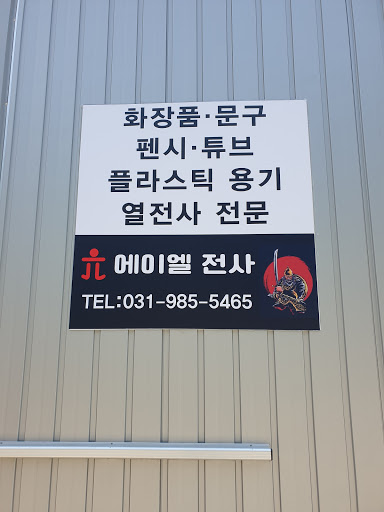 화장품·문구
펜시·튜브
플라스틱 용기
열전사 전문
에이엘 전사
TEL:031-985-5465